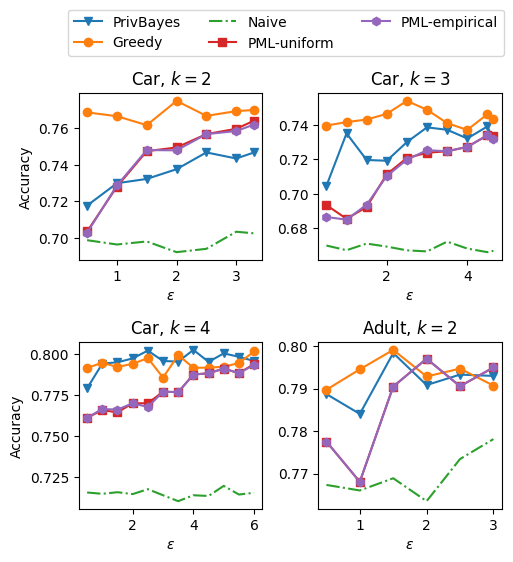 PrivBayes Naive PML-empirical
Greedy PML-uniform
Car, k = 2 Car, k = 3
0.76
0.74
0.72
0.70
Accuracy
1 2 3
ε
0.74
0.72
0.70
0.68
2 4
ε
Car, k = 4 Adult, k = 2
0.800
0.775
0.750
0.725
Accuracy
2 4 6
ε
0.80
0.79
0.78
0.77
1 2 3
ε